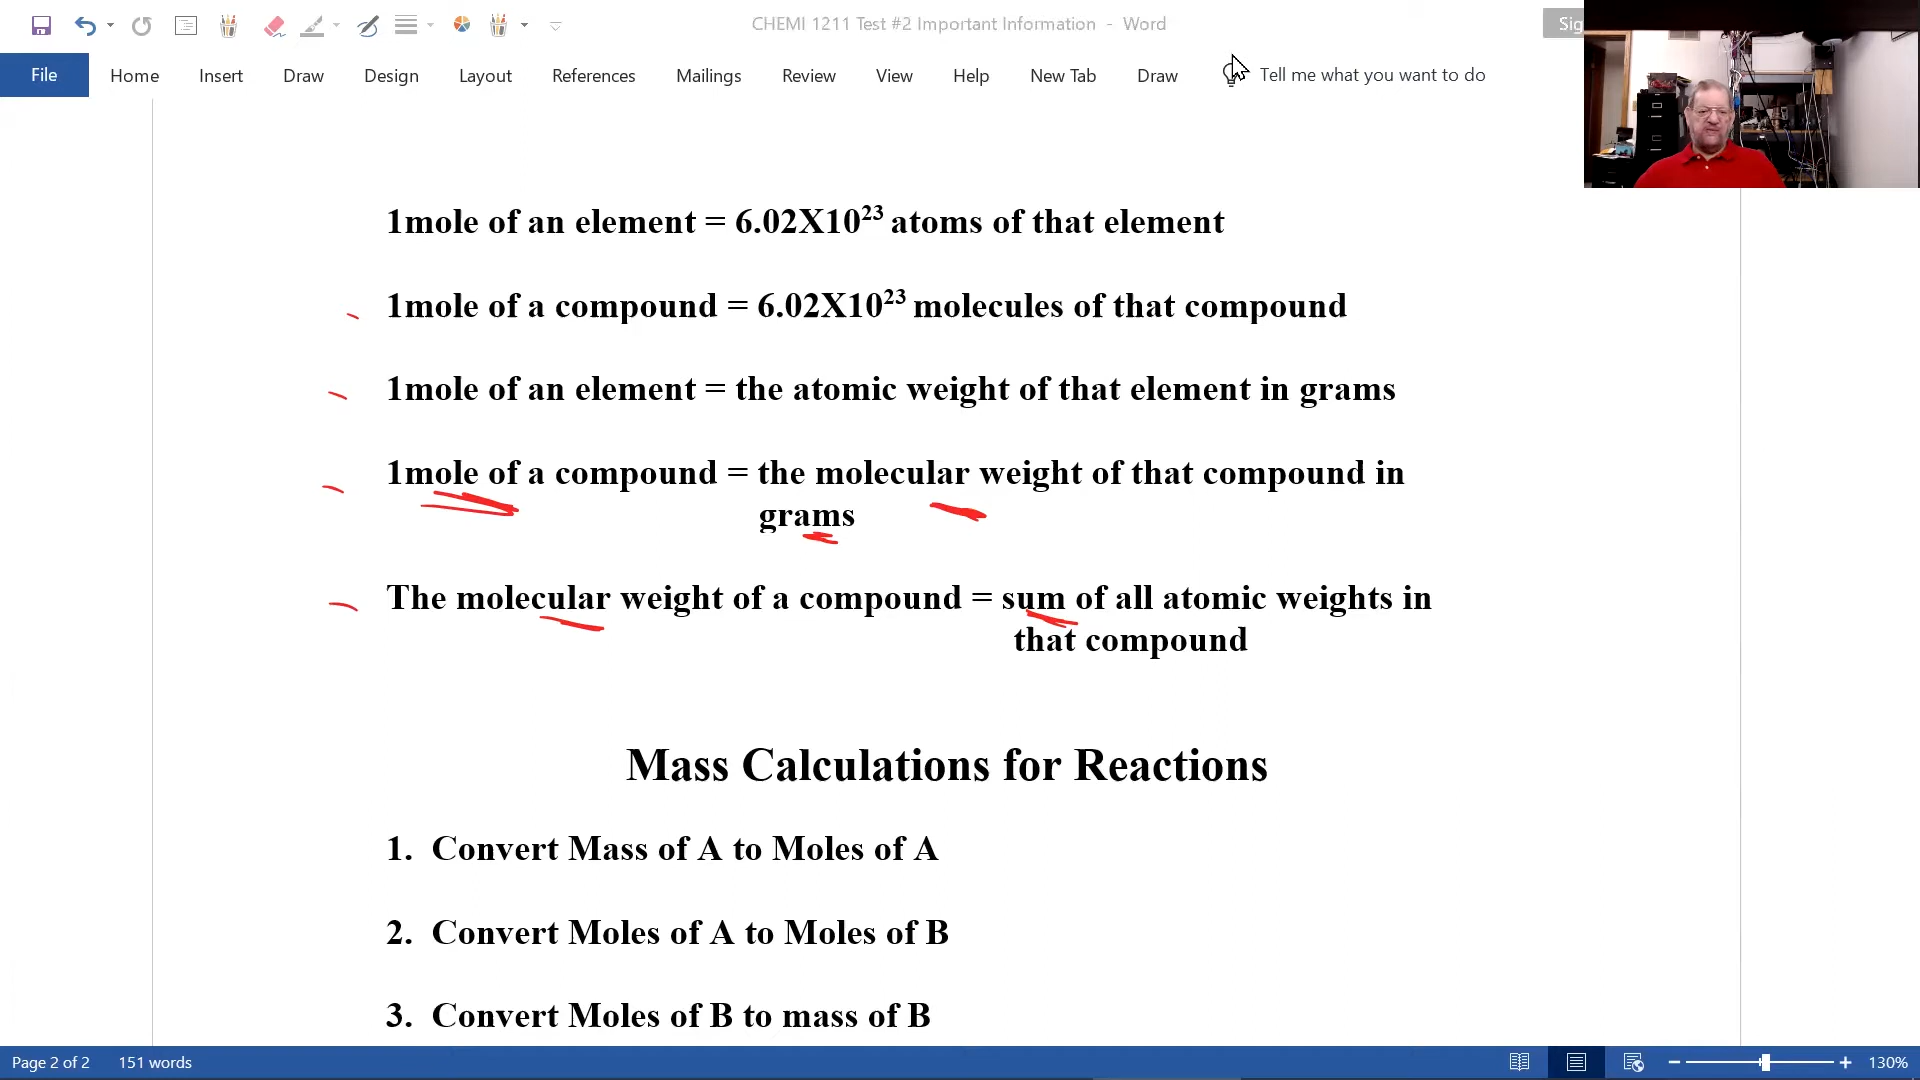 CHEMI 1211 Test #2 Important Information - Word
Sig
File Home Insert Draw Design Layout References Mailings Review View Help New Tab Draw Tell me what you want to do
1mole of an element = 6.02X10²³ atoms of that element
1mole of a compound = 6.02X10²³ molecules of that compound
1mole of an element = the atomic weight of that element in grams
1mole of a compound = the molecular weight of that compound in
grams
The molecular weight of a compound = sum of all atomic weights in
that compound
Mass Calculations for Reactions
1. Convert Mass of A to Moles of A
2. Convert Moles of A to Moles of B
3. Convert Moles of B to mass of B
Page 2 of 2 151 words 130%